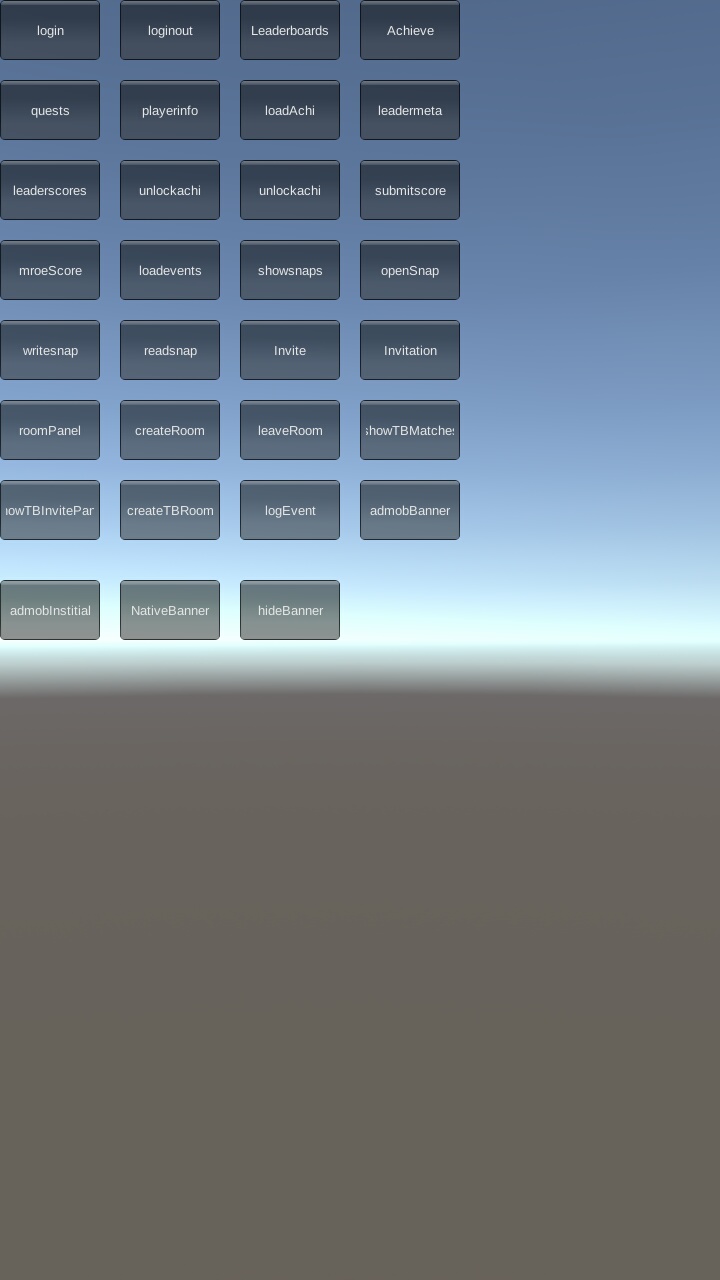 login
loginout
Leaderboards
Achieve
quests
playerinfo
loadAchi
leadermeta
leaderscores
unlockachi
unlockachi
submitscore
mroeScore
loadevents
showsnaps
openSnap
writesnap
readsnap
Invite
Invitation
roomPanel
createRoom
leaveRoom
showTBMatches
howTBInvitePan
createTBRoom
logEvent
admobBanner
admobInstitial
NativeBanner
hideBanner